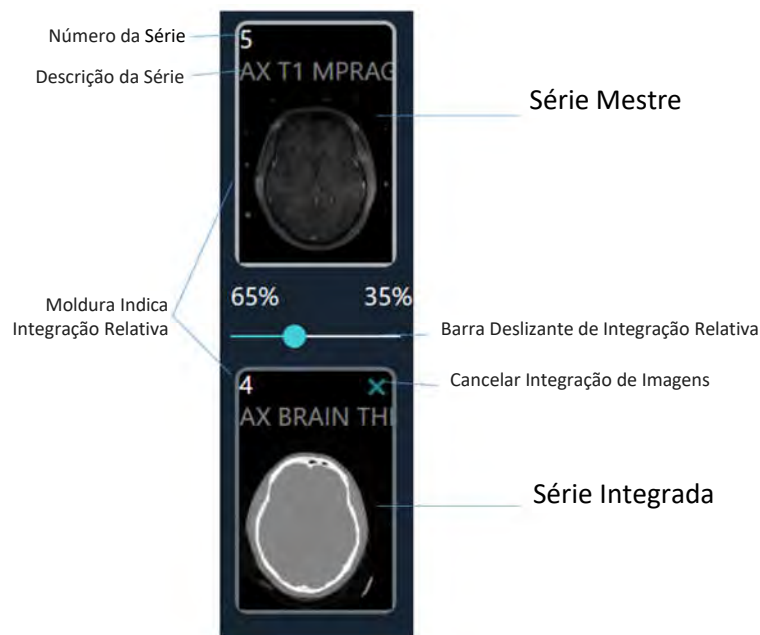 Número da Série
5
Descrição da Série
AX T1 MPRAG
Série Mestre
65%
35%
Moldura Indica
Integração Relativa
Barra Deslizante de Integração Relativa
4
Cancelar Integração de Imagens
AX BRAIN THI
Série Integrada